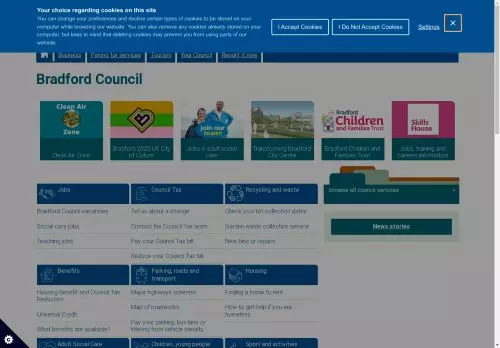 Your choice regarding cookies on this site
You can change your preferences and decline certain types of cookies to be stored on your
computer while browsing our website. You can also remove any cookies already stored on your
computer, but keep in mind that deleting cookies may prevent you from using parts of our
website.
I Accept Cookies
I Do Not Accept Cookies
Settings
Business
Paying for services
Tourism
Your Council
Report it now
Bradford Council
Clean Air
Zone
Clean Air Zone
Bradford 2025 UK City
of Culture
join our
team!
Jobs in adult social
care
Transforming Bradford
City Centre
Bradford
Children
and Families Trust
Bradford Children and
Families Trust
Skills
House
Jobs, training and
careers information
Jobs
Bradford Council vacancies
Social care jobs
Teaching jobs
Council Tax
Tell us about a change
Contact the Council Tax team
Pay your Council Tax bill
Reduce your Council Tax bill
Recycling and waste
Check your bin collection dates
Garden waste collection service
New bins or repairs
Browse all council services
News stories
Benefits
Housing Benefit and Council Tax
Reduction
Universal Credit
What benefits are available?
Parking, roads and
transport
Major highways schemes
Map of roadworks
Pay your parking, bus lane or
littering from vehicle penalty
Housing
Finding a home to rent
How to get help if you are
homeless
Adult Social Care
Children, young people
Sport and activities